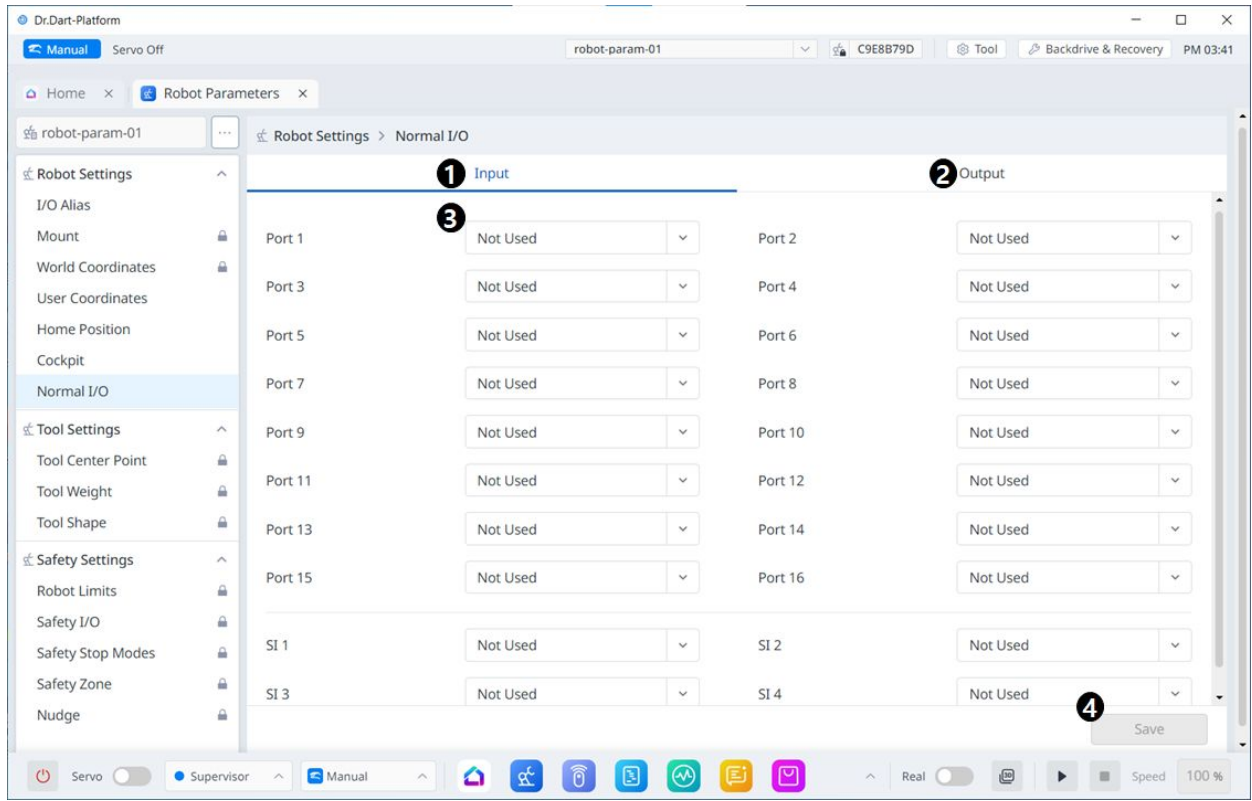 Dr.Dart-Platform
Manual Servo Off robot-param-01 C9E8B79D Tool Backdrive & Recovery PM 03:41
Home × Robot Parameters ×
robot-param-01 ... Robot Settings > Normal I/O
Robot Settings
I/O Alias
Mount
World Coordinates
User Coordinates
Home Position
Cockpit
Normal I/O
Tool Settings
Tool Center Point
Tool Weight
Tool Shape
Safety Settings
Robot Limits
Safety I/O
Safety Stop Modes
Safety Zone
Nudge
1 Input 2 Output
3
Port 1 Not Used Port 2 Not Used
Port 3 Not Used Port 4 Not Used
Port 5 Not Used Port 6 Not Used
Port 7 Not Used Port 8 Not Used
Port 9 Not Used Port 10 Not Used
Port 11 Not Used Port 12 Not Used
Port 13 Not Used Port 14 Not Used
Port 15 Not Used Port 16 Not Used
SI 1 Not Used SI 2 Not Used
SI 3 Not Used SI 4 Not Used
4
Save
Servo Supervisor Manual Real 3D Speed 100 %